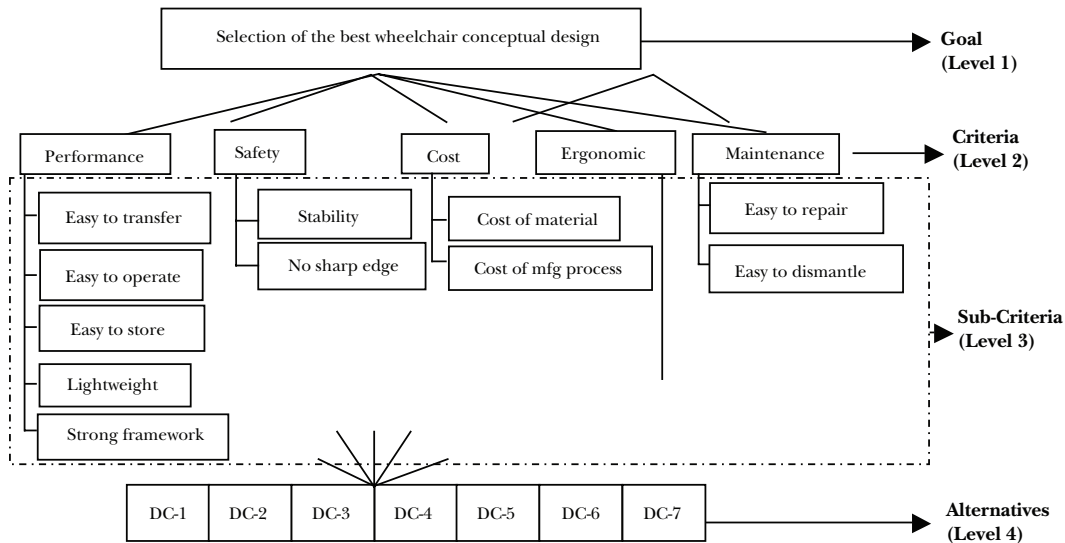 Selection of the best wheelchair conceptual design
Goal
(Level 1)
Performance
Safety
Cost
Ergonomic
Maintenance
Criteria
(Level 2)
Easy to transfer
Easy to operate
Easy to store
Lightweight
Strong framework
Stability
No sharp edge
Cost of material
Cost of mfg process
Easy to repair
Easy to dismantle
Sub-Criteria
(Level 3)
DC-1
DC-2
DC-3
DC-4
DC-5
DC-6
DC-7
Alternatives
(Level 4)